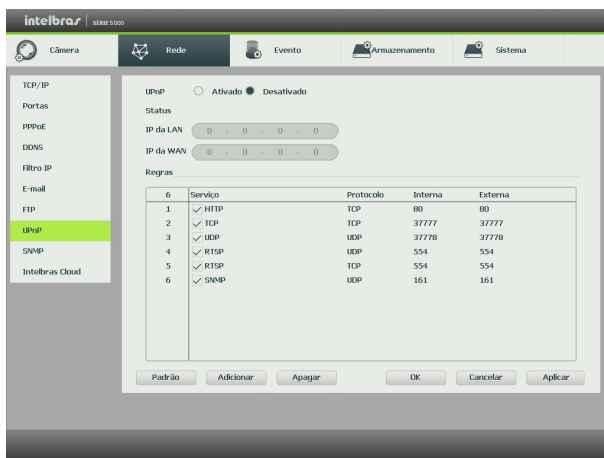 intelbras SÉRIE 5000
Câmera Rede Evento Armazenamento Sistema
TCP/IP
Portas
PPPoE
DDNS
Filtro IP
E-mail
FTP
UPnP
SNMP
Intelbras Cloud
UPnP Ativado Desativado
Status
IP da LAN 0 . 0 . 0 . 0
IP da WAN 0 . 0 . 0 . 0
Regras
6 Serviço Protocolo Interna Externa
1 HTTP TCP 80 80
2 TCP TCP 37777 37777
3 UDP UDP 37778 37778
4 RTSP UDP 554 554
5 RTSP TCP 554 554
6 SNMP UDP 161 161
Padrão Adicionar Apagar OK Cancelar Aplicar